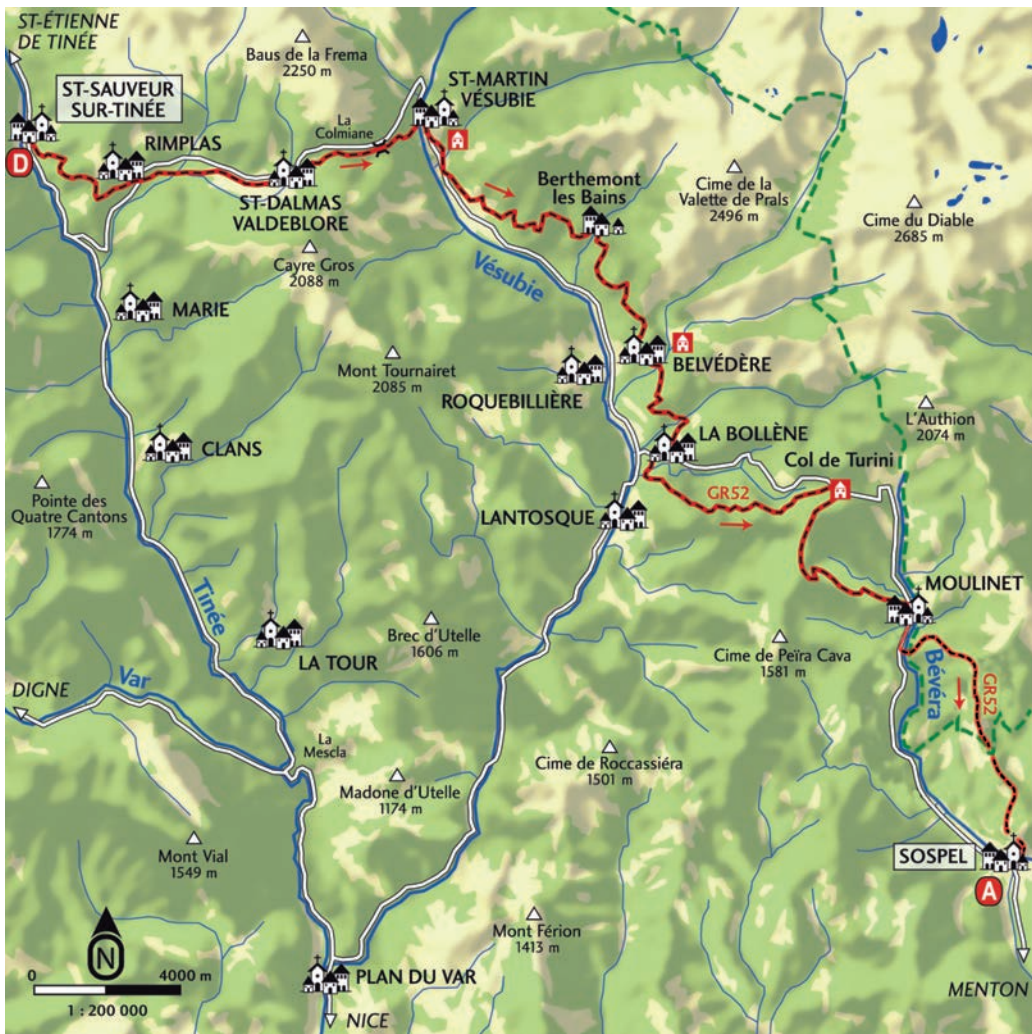 ST-ÉTIENNE
DE TINÉE
Baus de la Frema
2250 m
ST-SAUVEUR
SUR-TINÉE
ST-MARTIN
VÉSUBIE
La
Colmiane
RIMPLAS
D
ST-DALMAS
VALDEBLORE
Berthemont
les Bains
Cime de la
Valette de Prals
2496 m
Cime du Diable
2685 m
Cayre Gros
2088 m
Vésubie
MARIE
Mont Tournairet
2085 m
BELVÉDÈRE
ROQUEBILLIÈRE
L'Authion
2074 m
CLANS
LA BOLLÈNE
Col de Turini
Pointe des
Quatre Cantons
1774 m
GR52
LANTOSQUE
MOULINET
Tinée
Brec d'Utelle
1606 m
LA TOUR
Cime de Peïra Cava
1581 m
Bévéra
GR52
DIGNE
Var
La
Mescla
Madone d'Utelle
1174 m
Cime de Roccassiéra
1501 m
Mont Vial
1549 m
SOSPEL
A
Mont Férion
1413 m
N
0 4000 m
1 : 200 000
PLAN DU VAR
NICE
MENTON